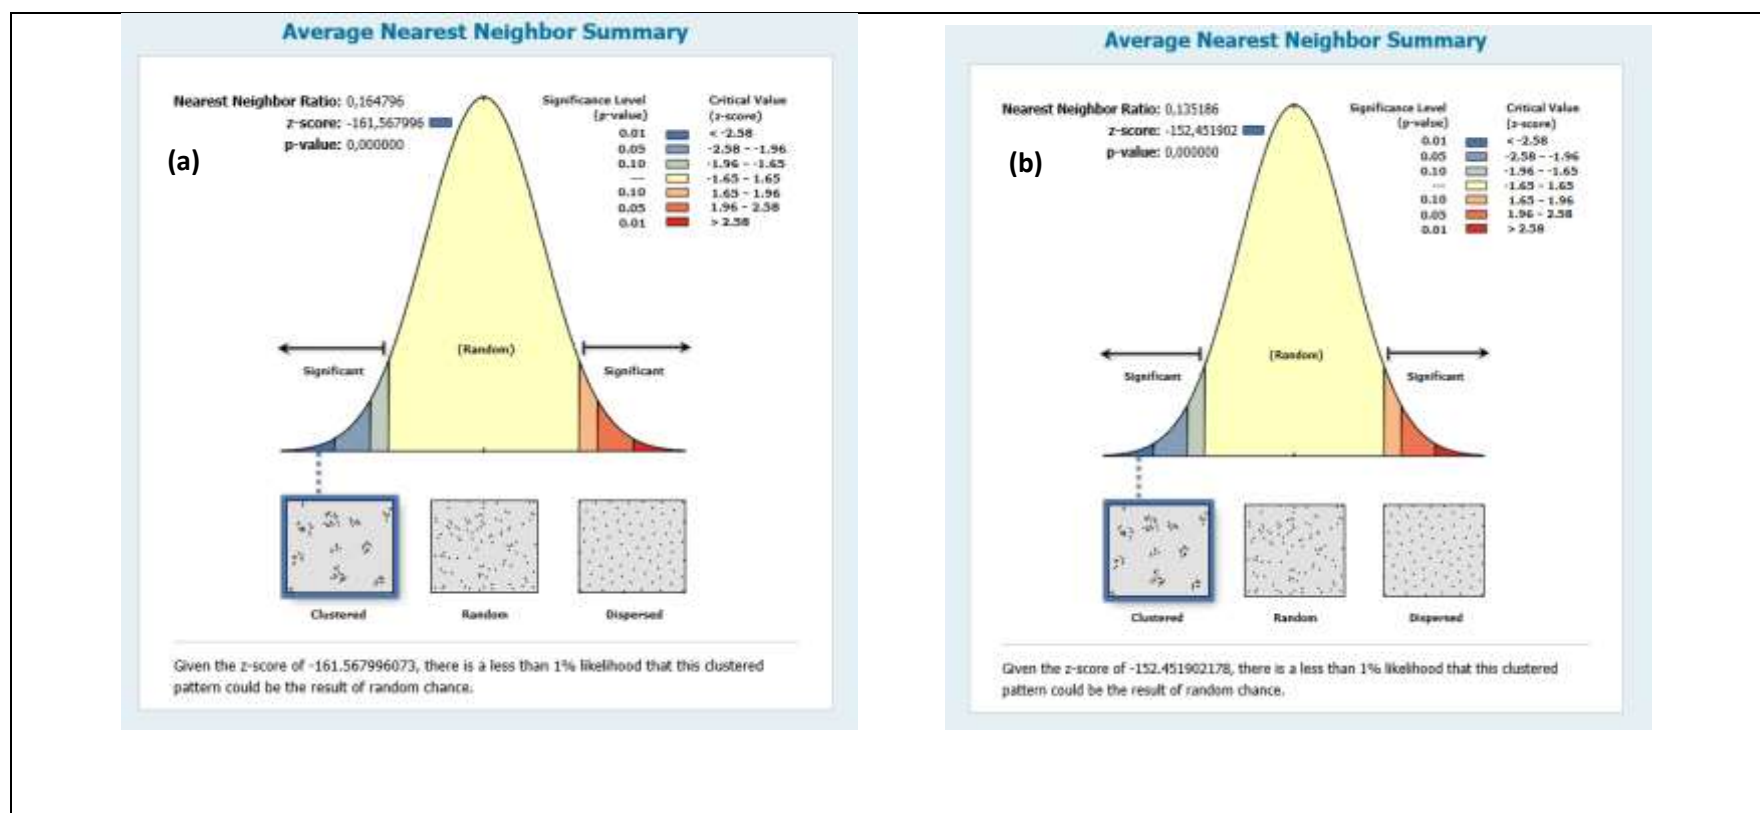 Average Nearest Neighbor Summary
Nearest Neighbor Ratio: 0,164796
z-score: -161,567996
p-value: 0,000000
(a)
Significance Level
(p-value)
Critical Value
(z-score)
0.01 < -2.58
0.05 -2.58 - -1.96
0.10 -1.96 - -1.65
--- -1.65 - 1.65
0.10 1.65 - 1.96
0.05 1.96 - 2.58
0.01 > 2.58
Significant
(Random)
Significant
Clustered
Random
Dispersed
Given the z-score of -161.567996073, there is a less than 1% likelihood that this clustered
pattern could be the result of random chance.
Average Nearest Neighbor Summary
Nearest Neighbor Ratio: 0,135186
z-score: -152,451902
p-value: 0,000000
(b)
Significance Level
(p-value)
Critical Value
(z-score)
0.01 < -2.58
0.05 -2.58 - -1.96
0.10 -1.96 - -1.65
--- -1.65 - 1.65
0.10 1.65 - 1.96
0.05 1.96 - 2.58
0.01 > 2.58
Significant
(Random)
Significant
Clustered
Random
Dispersed
Given the z-score of -152.451902178, there is a less than 1% likelihood that this clustered
pattern could be the result of random chance.